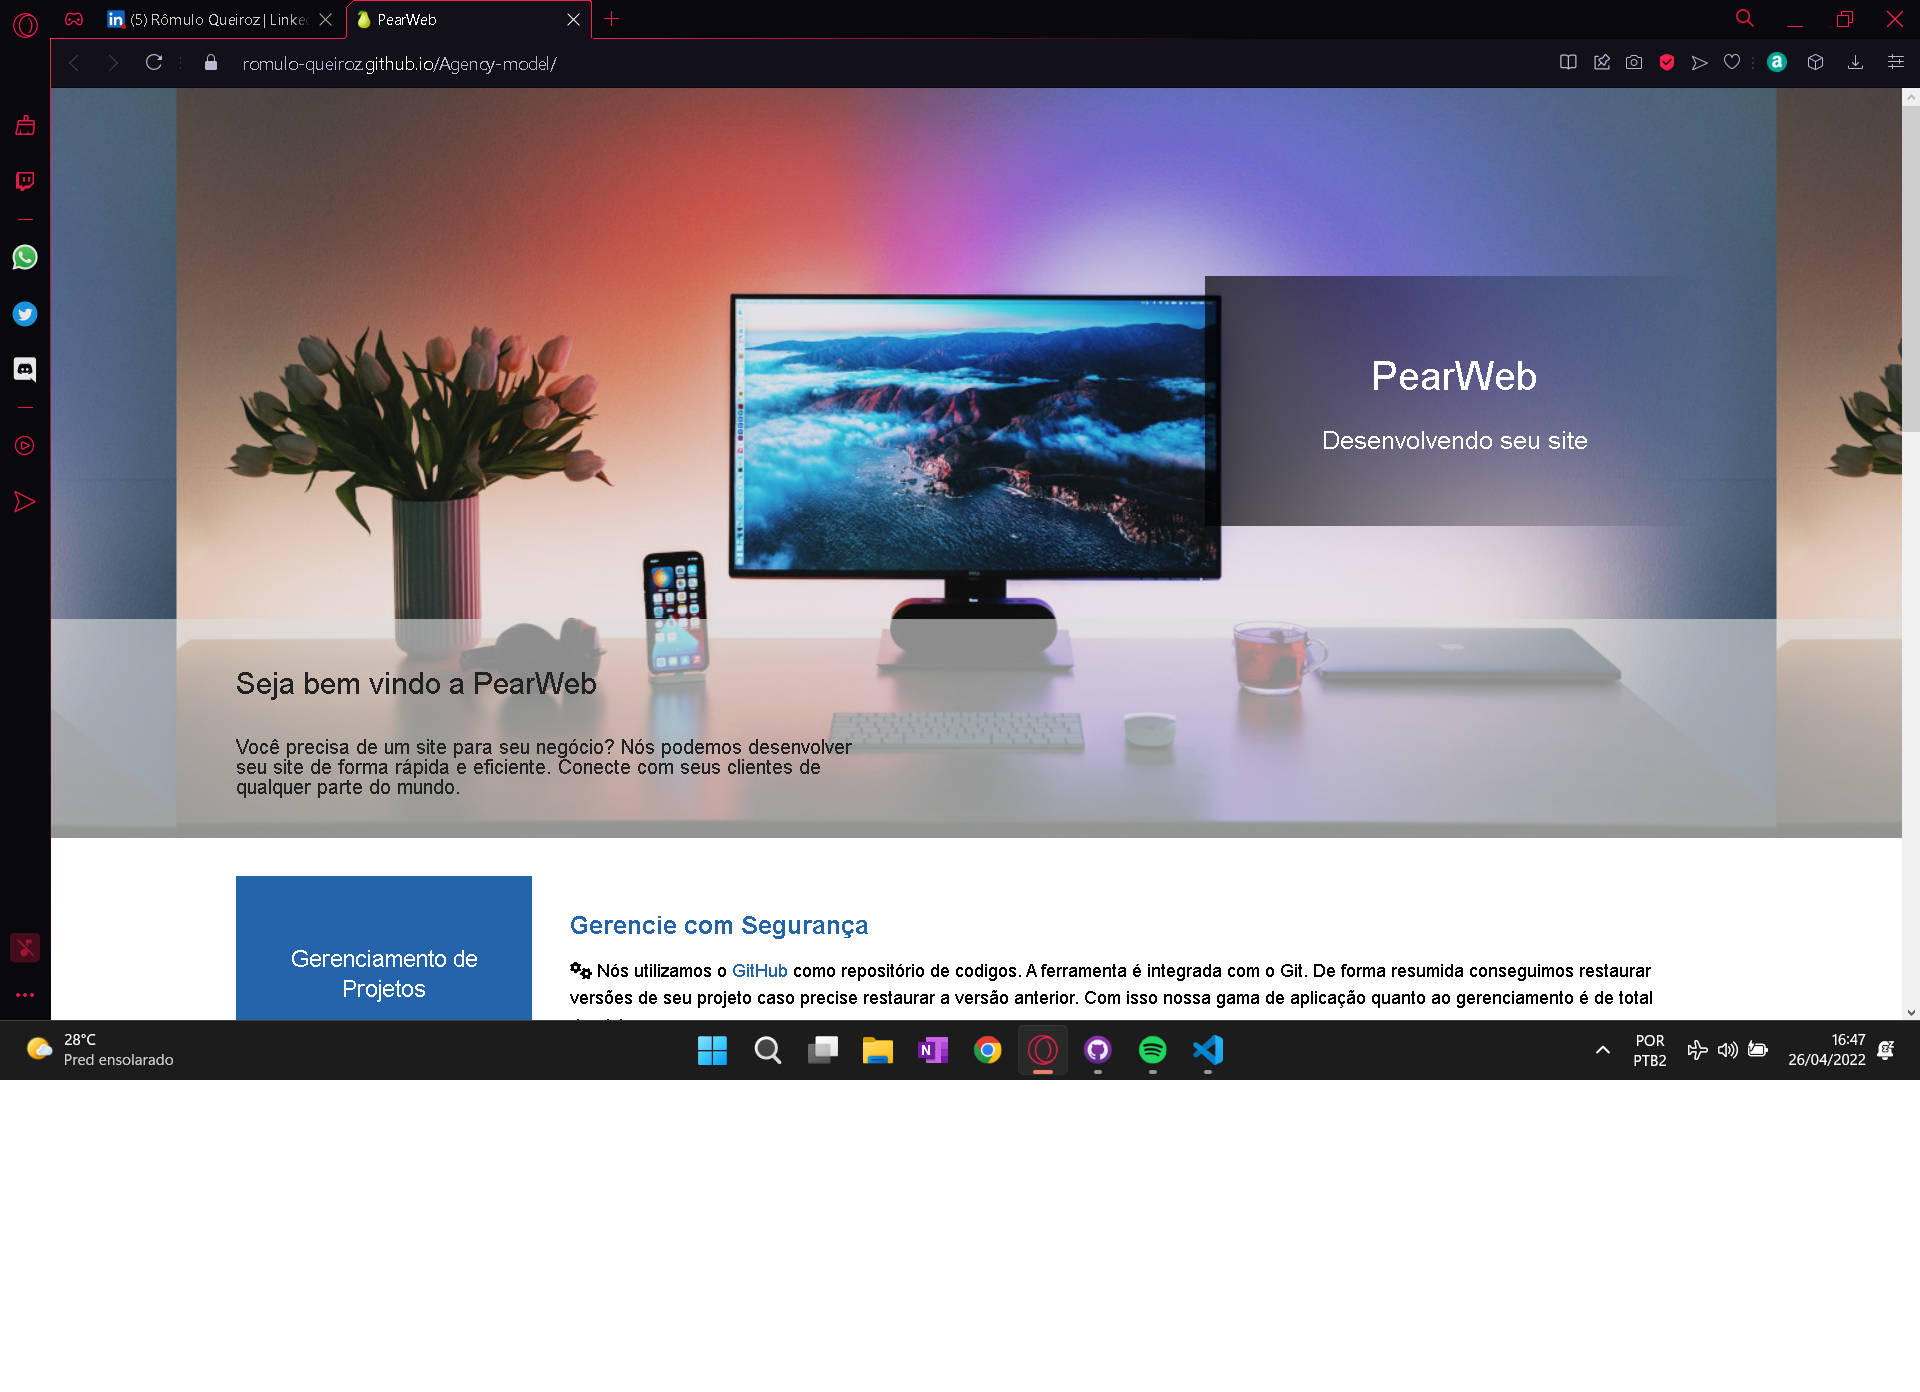 (5) Rômulo Queiroz | Linke
PearWeb
romulo-queiroz.github.io/Agency-model/
PearWeb
Desenvolvendo seu site
Seja bem vindo a PearWeb
Você precisa de um site para seu negócio? Nós podemos desenvolver
seu site de forma rápida e eficiente. Conecte com seus clientes de
qualquer parte do mundo.
Gerenciamento de
Projetos
Gerencie com Segurança
Nós utilizamos o GitHub como repositório de codigos. A ferramenta é integrada com o Git. De forma resumida conseguimos restaurar
versões de seu projeto caso precise restaurar a versão anterior. Com isso nossa gama de aplicação quanto ao gerenciamento é de total
28°C
Pred ensolarado
POR
PTB2
16:47
26/04/2022